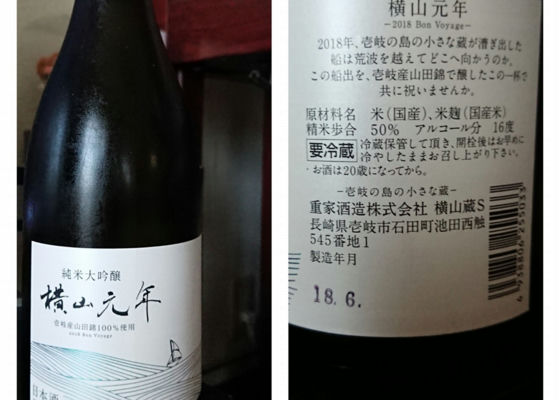 純米大吟醸
横山元年
壱岐産山田錦100%使用
2018 Bon Voyage
日本酒
横山元年
−2018 Bon Voyage−
2018年、壱岐の島の小さな蔵が漕ぎ出した
船は荒波を越えてどこへ向かうのか。
この船出を、壱岐産山田錦で醸したこの一杯で
共に祝いませんか。
原材料名 米(国産)、米麹(国産米)
精米歩合 50% アルコール分 16度
要冷蔵 冷蔵保管して頂き、開栓後はお早めに
冷やしたままお召し上がり下さい。
・お酒は20歳になってから。
−壱岐の島の小さな蔵−
重家酒造株式会社 横山蔵S
長崎県壱岐市石田町池田西触
545番地1
製造年月
18.6.
4 938806 255033